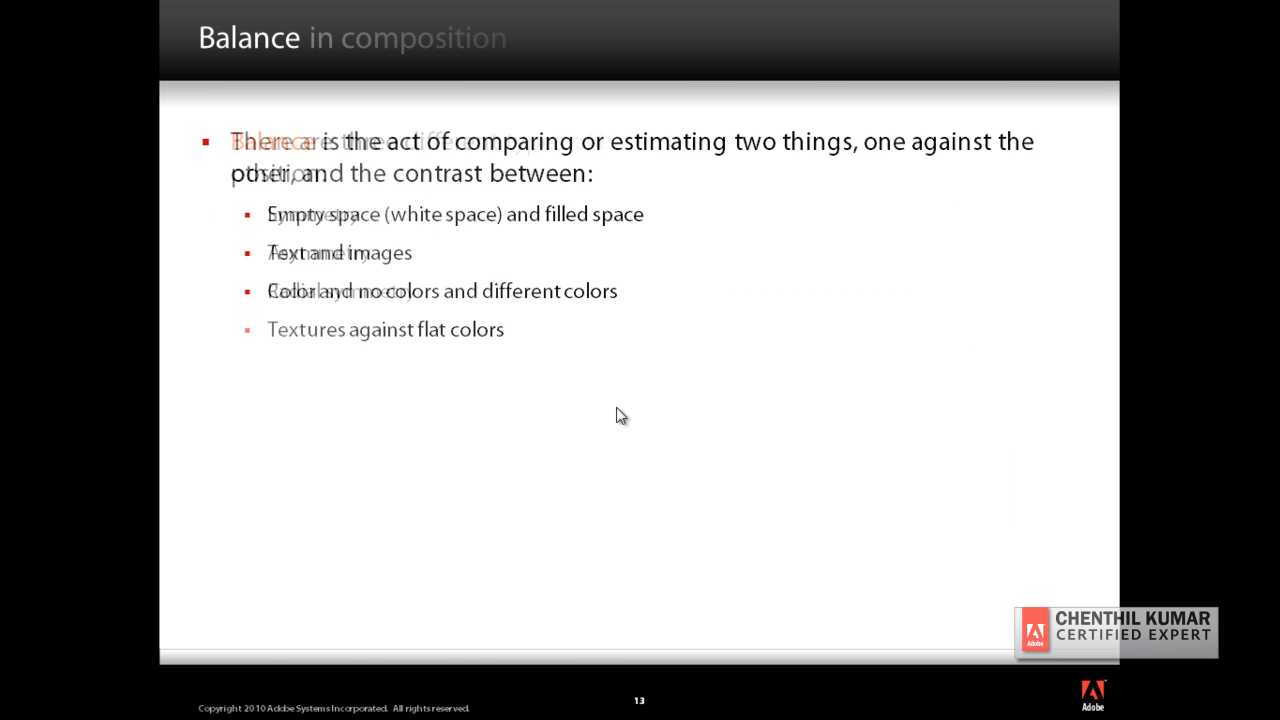 Balance in composition
Balance is the act of comparing or estimating two things, one against the
other, and the contrast between:
Empty space (white space) and filled space
Text and images
Color and no colors and different colors
Textures against flat colors
CHENTHIL KUMAR
CERTIFIED EXPERT
Adobe
Copyright 2010 Adobe Systems Incorporated. All rights reserved.
13
Adobe